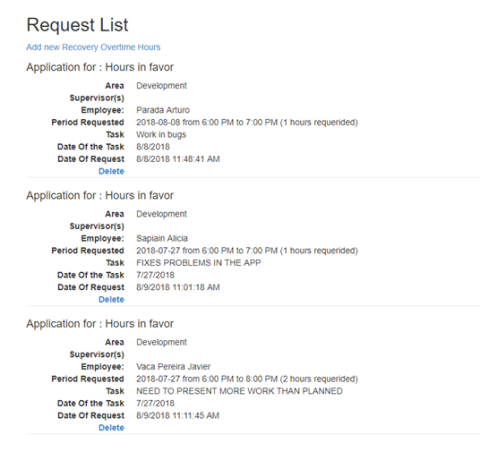 Request List
Add new Recovery Overtime Hours
Application for : Hours in favor
Area Development
Supervisor(s)
Employee: Parada Arturo
Period Requested 2018-08-08 from 6:00 PM to 7:00 PM (1 hours requerided)
Task Work in bugs
Date Of the Task 8/8/2018
Date Of Request 8/8/2018 11:48:41 AM
Delete
Application for : Hours in favor
Area Development
Supervisor(s)
Employee: Sapiain Alicia
Period Requested 2018-07-27 from 6:00 PM to 7:00 PM (1 hours requerided)
Task FIXES PROBLEMS IN THE APP
Date Of the Task 7/27/2018
Date Of Request 8/9/2018 11:01:18 AM
Delete
Application for : Hours in favor
Area Development
Supervisor(s)
Employee: Vaca Pereira Javier
Period Requested 2018-07-27 from 6:00 PM to 8:00 PM (2 hours requerided)
Task NEED TO PRESENT MORE WORK THAN PLANNED
Date Of the Task 7/27/2018
Date Of Request 8/9/2018 11:11:45 AM
Delete